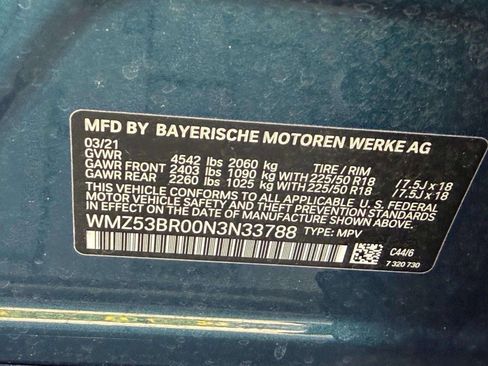 MFD BY BAYERISCHE MOTOREN WERKE AG
03/21
GVWR 4542 lbs 2060 kg TIRE / RIM
GAWR FRONT 2403 lbs 1090 kg WITH 225/50 R18 / 7.5J x 18
GAWR REAR 2260 lbs 1025 kg WITH 225/50 R18 / 7.5J x 18
THIS VEHICLE CONFORMS TO ALL APPLICABLE U.S. FEDERAL
MOTOR VEHICLE SAFETY AND THEFT PREVENTION STANDARDS
IN EFFECT ON THE DATE OF MANUFACTURE SHOWN ABOVE.
WMZ53BR00N3N33788 TYPE: MPV
C44/6
7 320 730